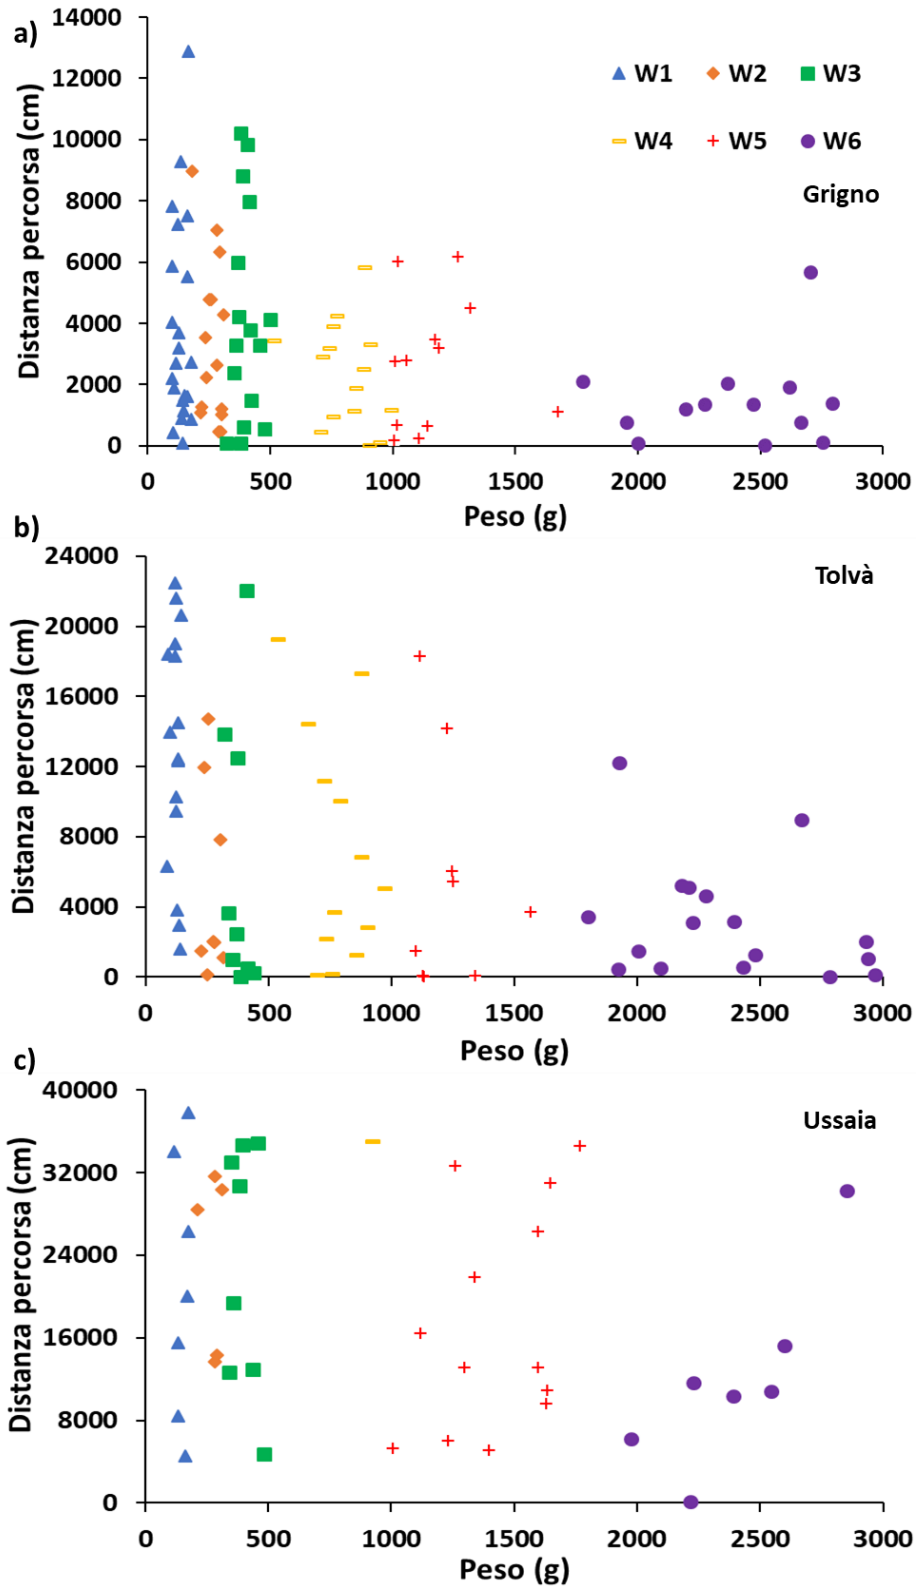 a)
14000
12000
10000
8000
6000
4000
2000
0
Distanza percorsa (cm)
W1 W2 W3
W4 W5 W6
Grigno
0 500 1000 1500 2000 2500 3000
Peso (g)
b)
24000
20000
16000
12000
8000
4000
0
Distanza percorsa (cm)
Tolvà
0 500 1000 1500 2000 2500 3000
Peso (g)
c)
40000
32000
24000
16000
8000
0
Distanza percorsa (cm)
Ussaia
0 500 1000 1500 2000 2500 3000
Peso (g)